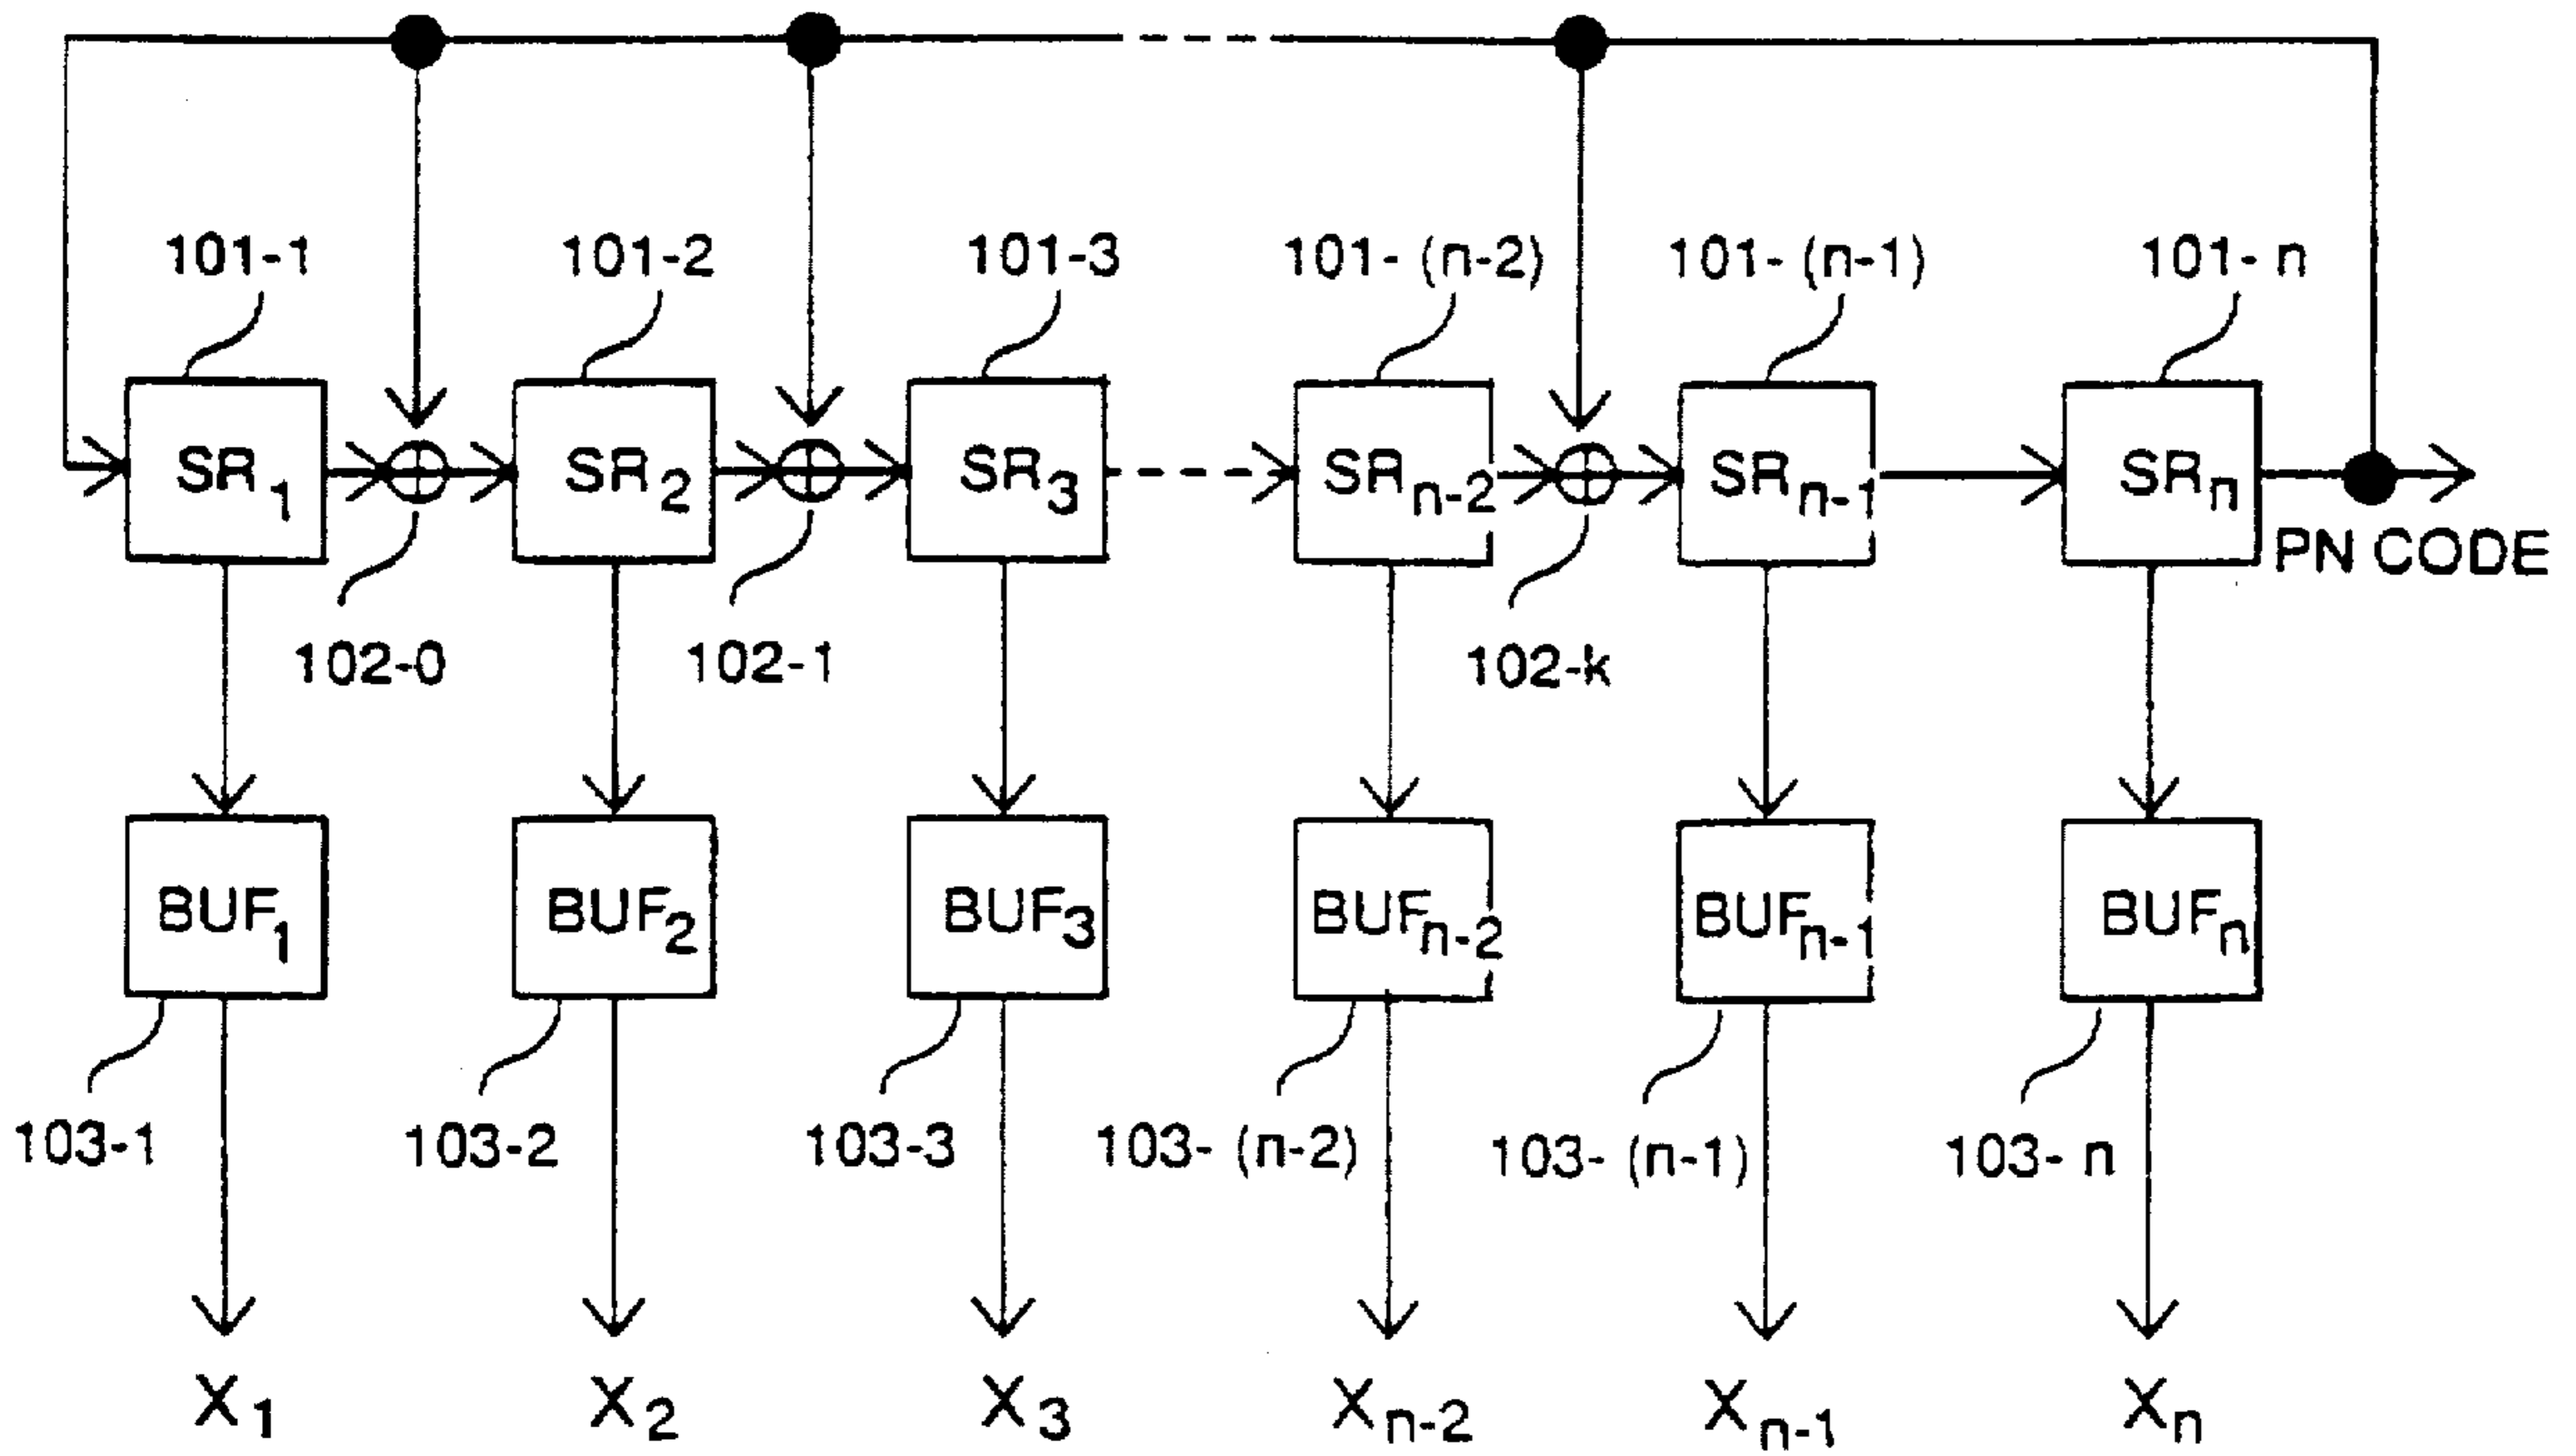 101-1
101-2
101-3
101- (n-2)
101- (n-1)
101- n
SR1
SR2
SR3
SRn-2
SRn-1
SRn
PN CODE
102-0
102-1
102-k
BUF1
BUF2
BUF3
BUFn-2
BUFn-1
BUFn
103-1
103-2
103-3
103- (n-2)
103- (n-1)
103- n
X1
X2
X3
Xn-2
Xn-1
Xn